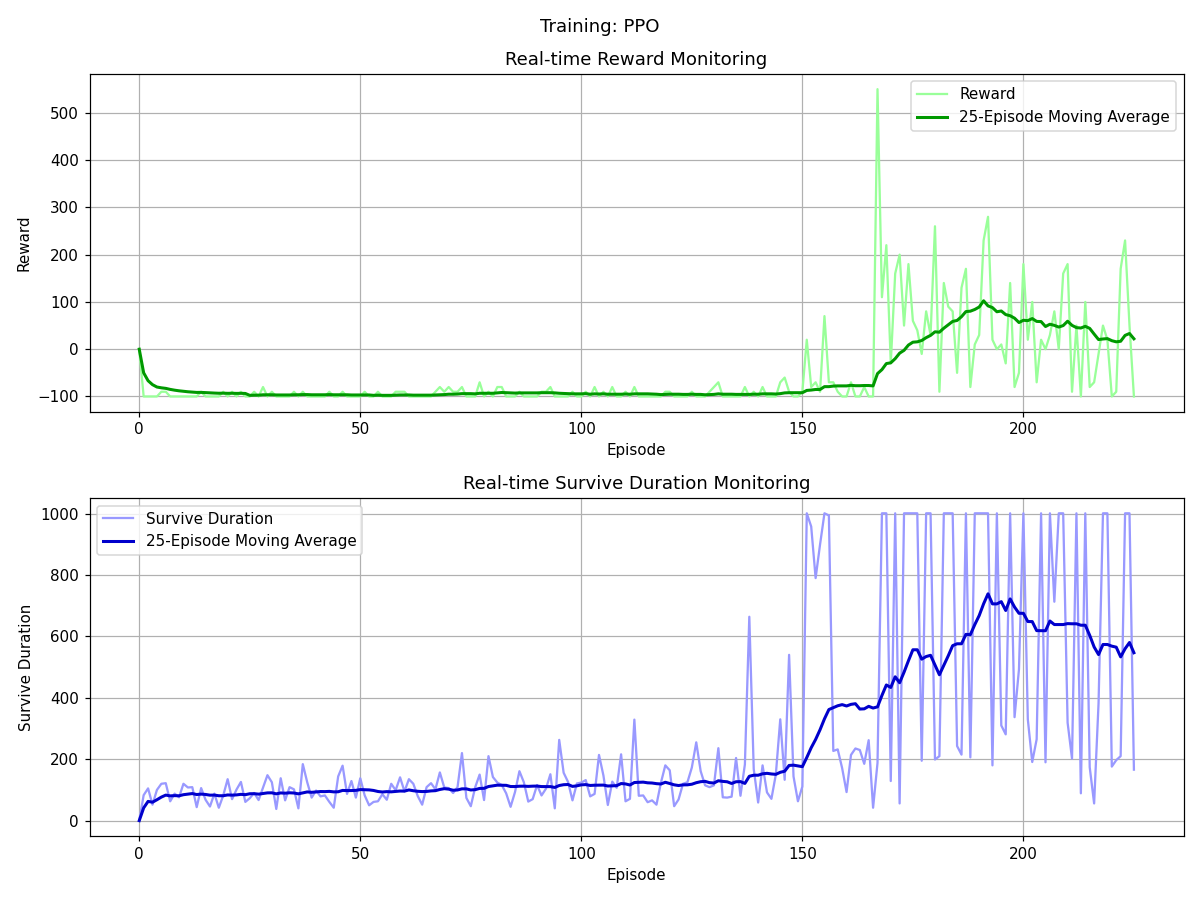 Training: PPO
Real-time Reward Monitoring
Reward
500
400
300
200
100
0
−100
Reward
25-Episode Moving Average
0
50
100
150
200
Episode
Real-time Survive Duration Monitoring
Survive Duration
1000
800
600
400
200
0
Survive Duration
25-Episode Moving Average
0
50
100
150
200
Episode